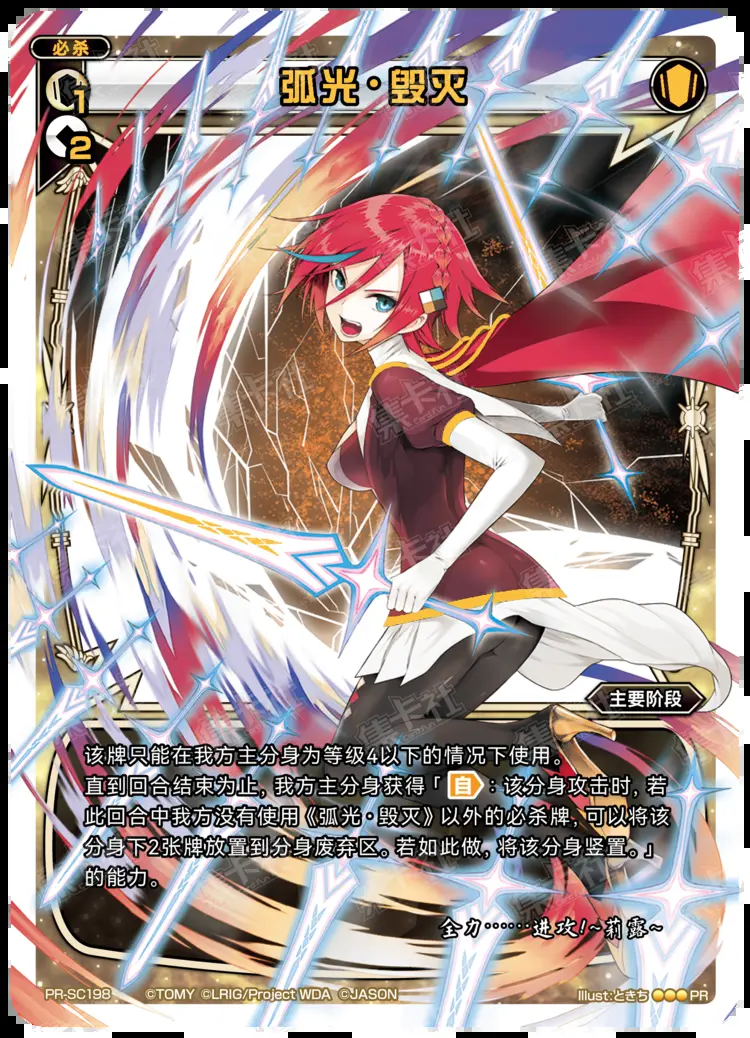 必杀
弧光·毁灭
1
2
主要阶段
该牌只能在我方主分身为等级4以下的情况下使用。
直到回合结束为止，我方主分身获得「自：该分身攻击时，若
此回合中我方没有使用《弧光·毁灭》以外的必杀牌，可以将该
分身下2张牌放置到分身废弃区。若如此做，将该分身竖置。」
的能力。
全力……进攻!~莉露~
PR-SC198 ©TOMY ©LRIG/Project WDA ©JASON Illust:ときち PR
集卡社